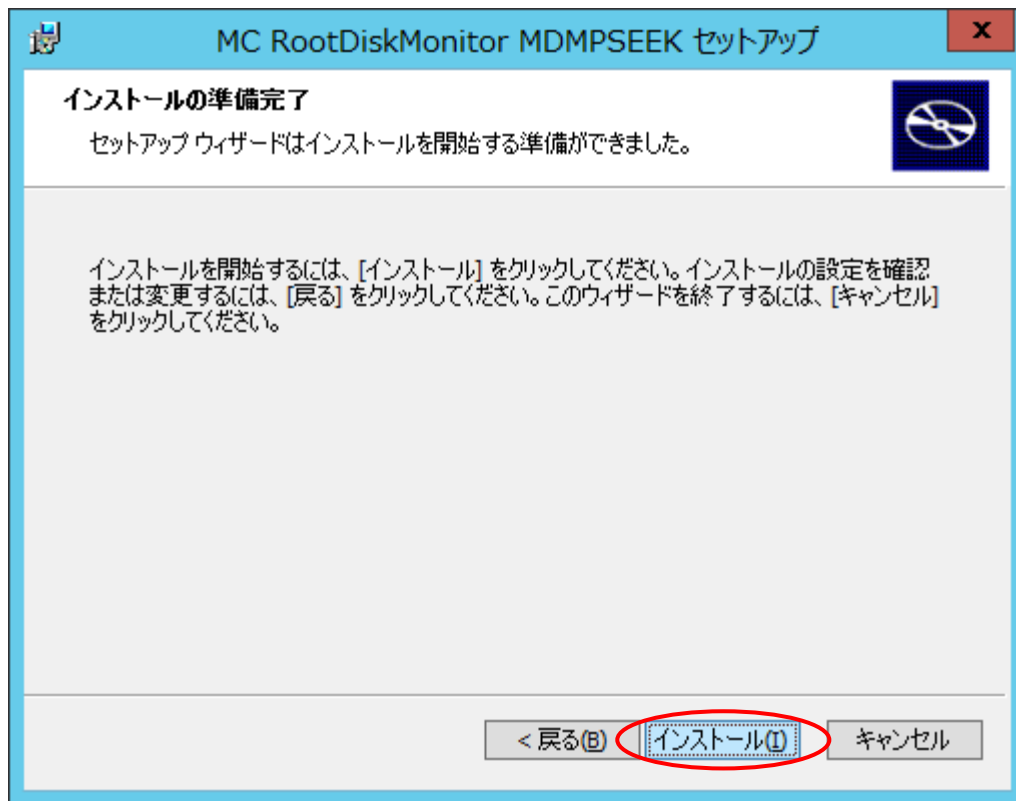 MC RootDiskMonitor MDMPSEEK セットアップ
x
インストールの準備完了
セットアップ ウィザードはインストールを開始する準備ができました。
インストールを開始するには、[インストール] をクリックしてください。インストールの設定を確認
または変更するには、[戻る] をクリックしてください。このウィザードを終了するには、[キャンセル]
をクリックしてください。
< 戻る(B) インストール(I) キャンセル